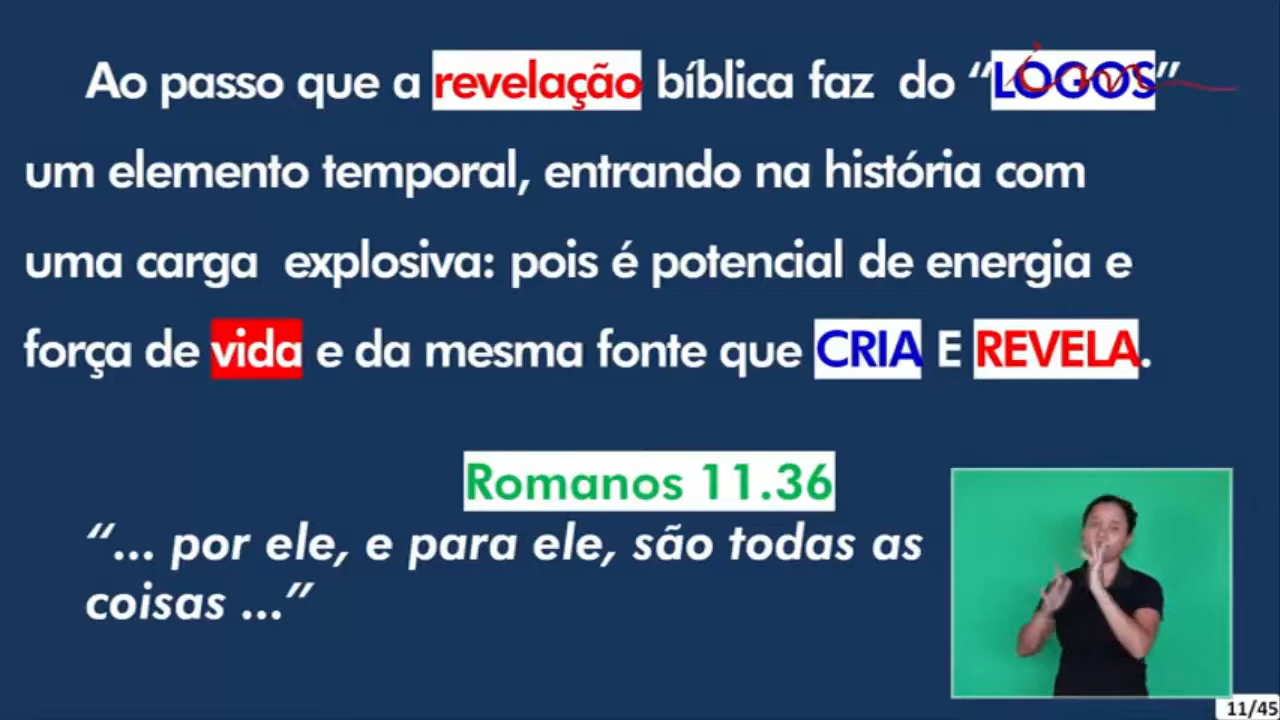 Ao passo que a revelação bíblica faz do “LOGOS”
um elemento temporal, entrando na história com
uma carga explosiva: pois é potencial de energia e
força de vida e da mesma fonte que CRIA E REVELA.
Romanos 11.36
“... por ele, e para ele, são todas as
coisas ...”
11/45